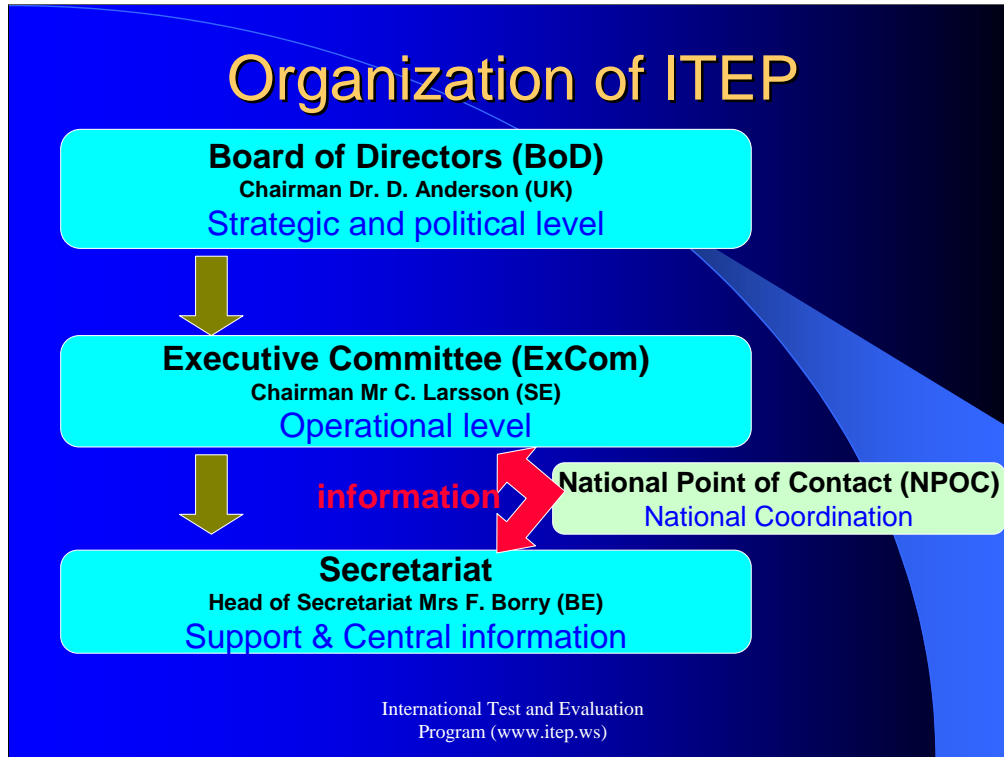 Organization of ITEP
Board of Directors (BoD)
Chairman Dr. D. Anderson (UK)
Strategic and political level
Executive Committee (ExCom)
Chairman Mr C. Larsson (SE)
Operational level
information
National Point of Contact (NPOC)
National Coordination
Secretariat
Head of Secretariat Mrs F. Borry (BE)
Support & Central information
International Test and Evaluation
Program (www.itep.ws)